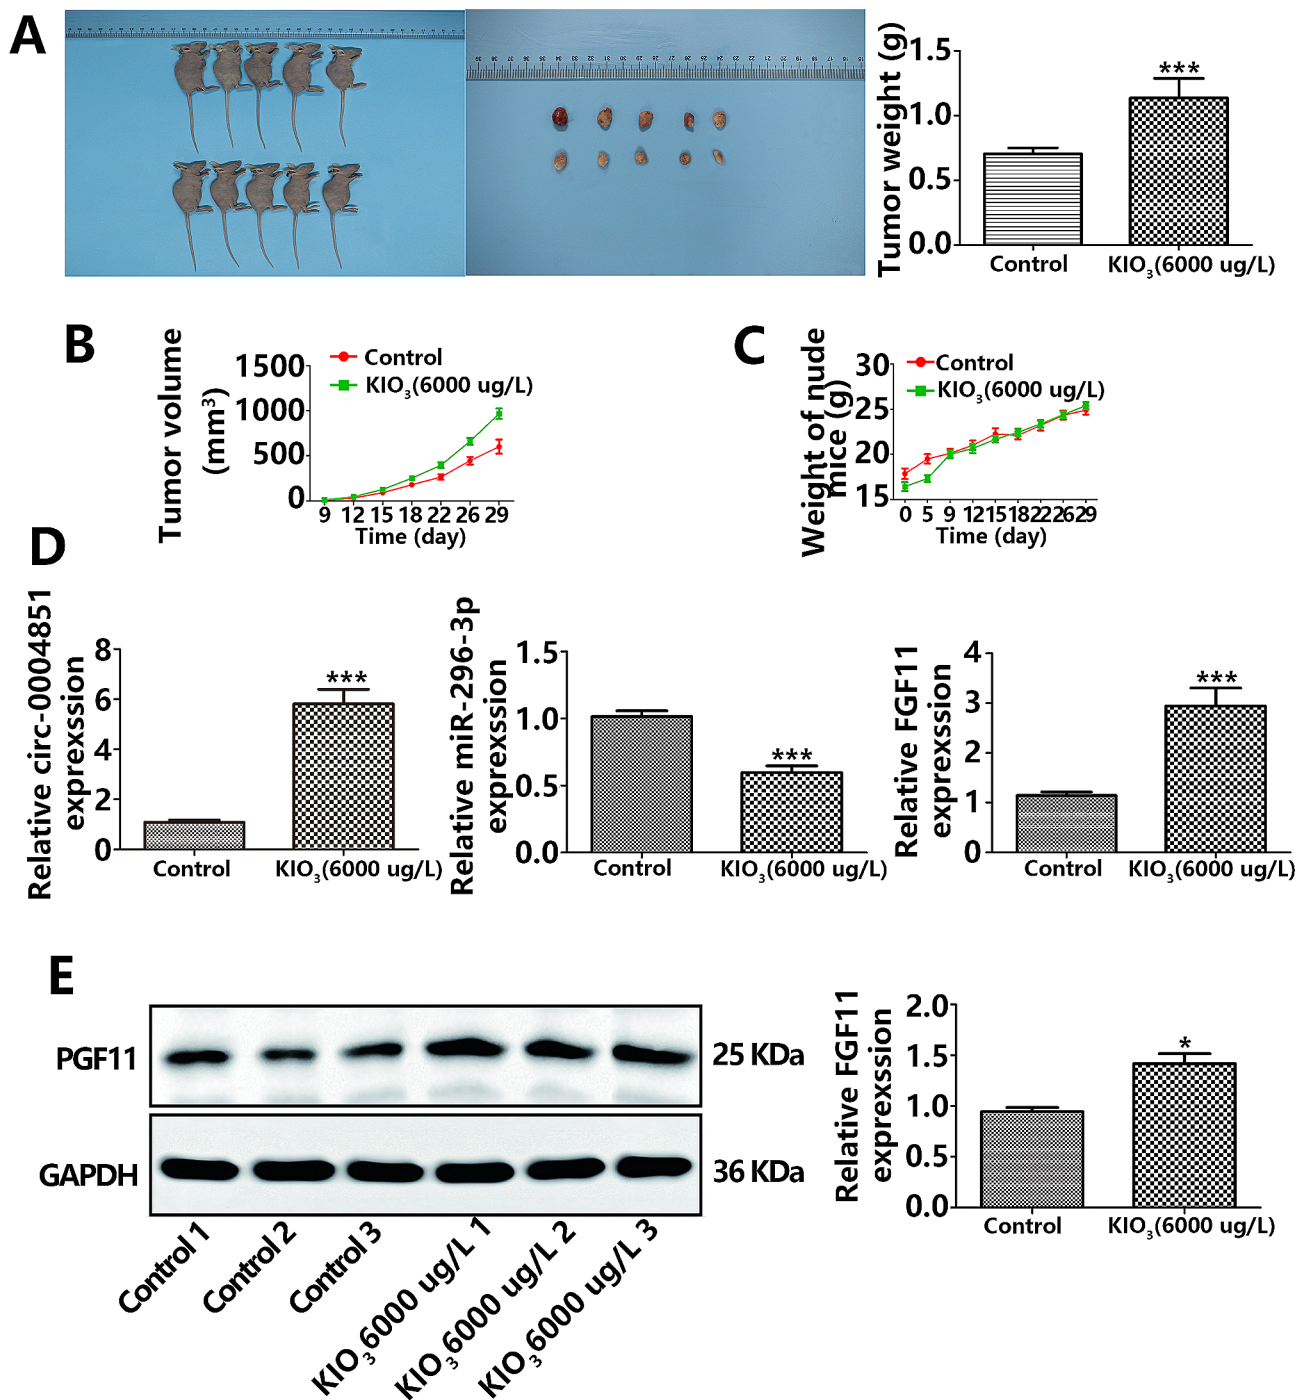 A
Tumor weight (g)
1.5
1.0
0.5
0.0
***
Control
KIO₃(6000 ug/L)
B
Tumor volume
(mm³)
1500
1000
500
0
Control
KIO₃(6000 ug/L)
9 12 15 18 22 26 29
Time (day)
C
Weight of nude
mice (g)
30
25
20
15
Control
KIO₃(6000 ug/L)
0 5 9 12 15 18 22 26 29
Time (day)
D
Relative circ-0004851
exprexssion
8
6
4
2
0
***
Control
KIO₃(6000 ug/L)
Relative miR-296-3p
exprexssion
1.5
1.0
0.5
0.0
***
Control
KIO₃(6000 ug/L)
Relative FGF11
exprexssion
4
3
2
1
0
***
Control
KIO₃(6000 ug/L)
E
PGF11
25 KDa
GAPDH
36 KDa
Control 1
Control 2
Control 3
KIO₃6000 ug/L 1
KIO₃6000 ug/L 2
KIO₃6000 ug/L 3
Relative FGF11
exprexssion
2.0
1.5
1.0
0.5
0.0
*
Control
KIO₃(6000 ug/L)